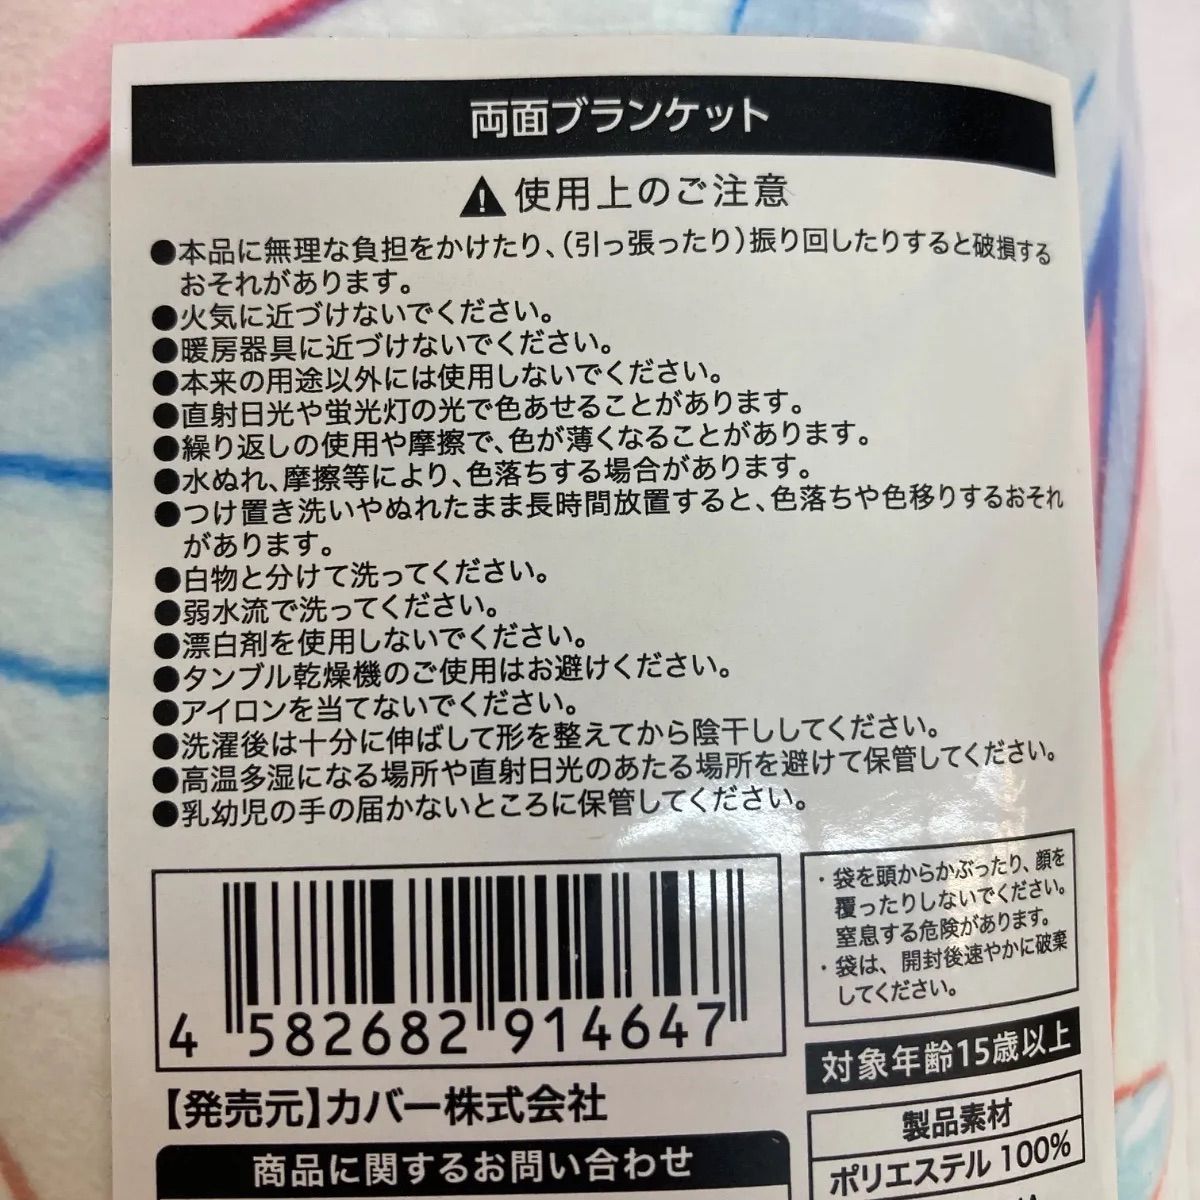 両面ブランケット
使用上のご注意
●本品に無理な負担をかけたり、(引っ張ったり)振り回したりすると破損する
おそれがあります。
●火気に近づけないでください。
●暖房器具に近づけないでください。
●本来の用途以外には使用しないでください。
●直射日光や蛍光灯の光で色あせることがあります。
●繰り返しの使用や摩擦で、色が薄くなることがあります。
●水ぬれ、摩擦等により、色落ちする場合があります。
●つけ置き洗いやぬれたまま長時間放置すると、色落ちや色移りするおそれ
があります。
●白物と分けて洗ってください。
●弱水流で洗ってください。
●漂白剤を使用しないでください。
●タンブル乾燥機のご使用はお避けください。
●アイロンを当てないでください。
●洗濯後は十分に伸ばして形を整えてから陰干ししてください。
●高温多湿になる場所や直射日光のあたる場所を避けて保管してください。
●乳幼児の手の届かないところに保管してください。
4 582682 914647
【発売元】カバー株式会社
商品に関するお問い合わせ
・袋を頭からかぶったり、顔を
覆ったりしないでください。
窒息する危険があります。
・袋は、開封後速やかに破棄
してください。
対象年齢15歳以上
製品素材
ポリエステル 100%